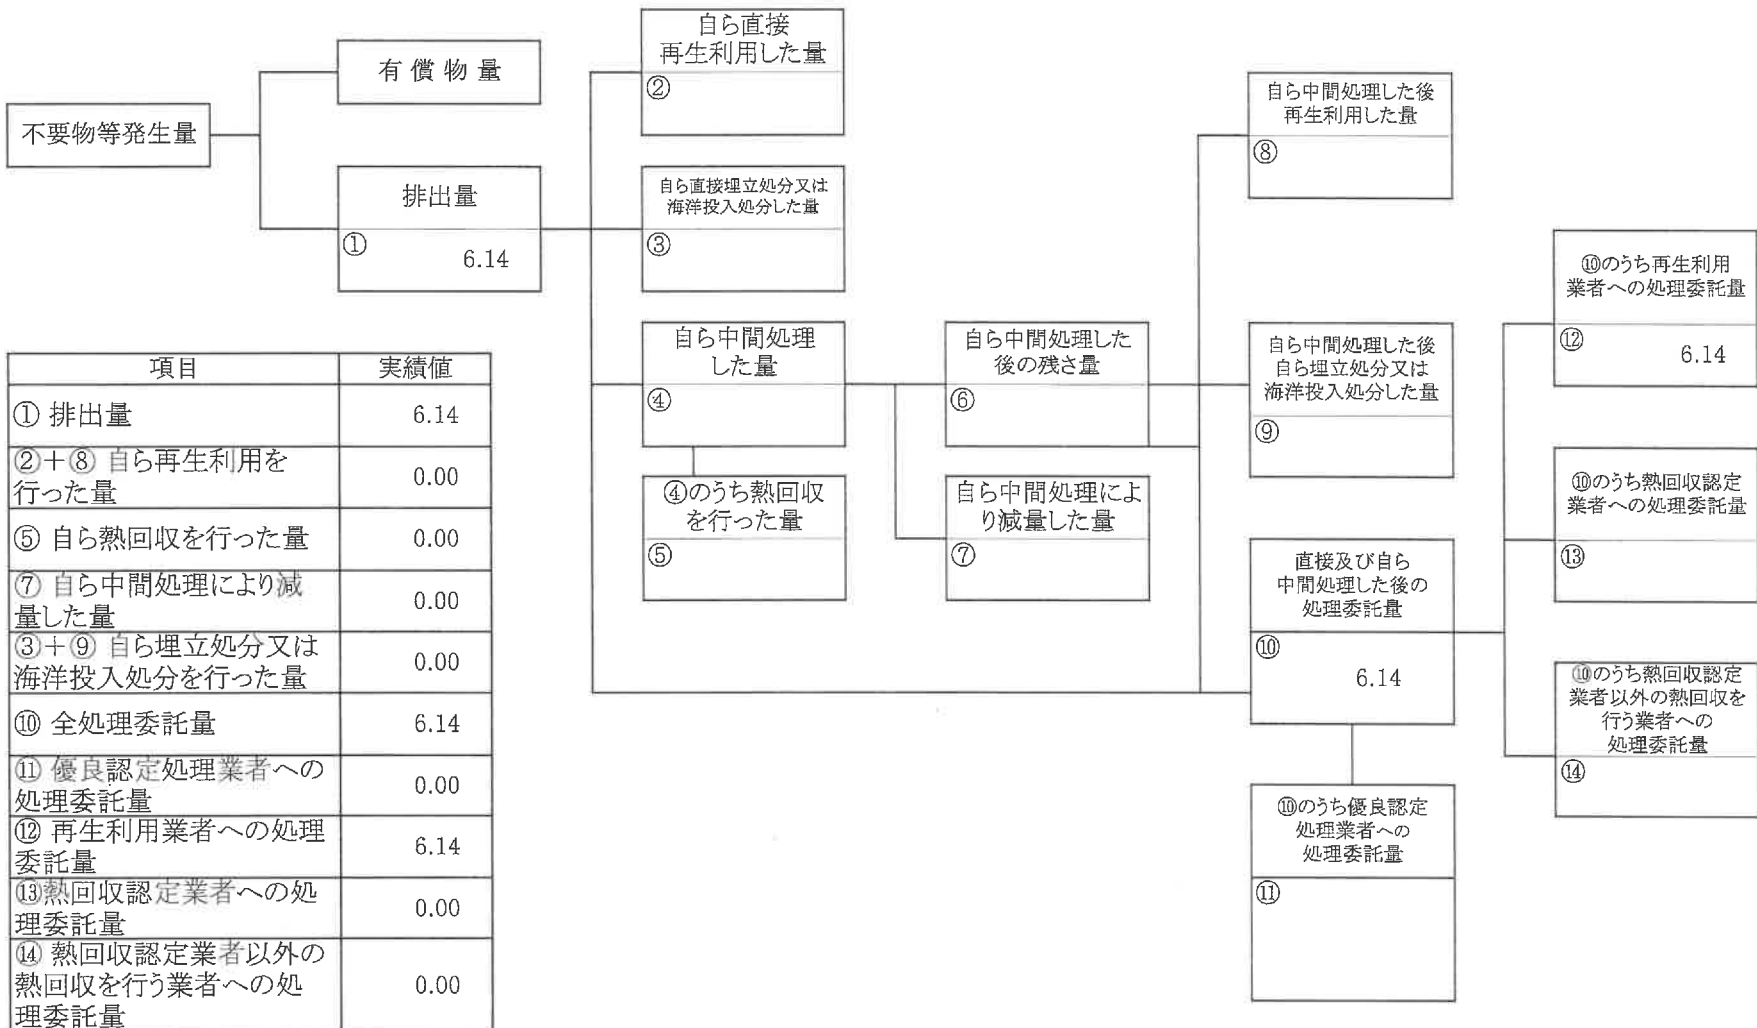 不要物等発生量
有償物量
排出量
①
6.14
自ら直接
再生利用した量
②
自ら直接埋立処分又は
海洋投入処分した量
③
自ら中間処理
した量
④
④のうち熱回収
を行った量
⑤
自ら中間処理した
後の残さ量
⑥
自ら中間処理によ
り減量した量
⑦
自ら中間処理した後
再生利用した量
⑧
自ら中間処理した後
自ら埋立処分又は
海洋投入処分した量
⑨
直接及び自ら
中間処理した後の
処理委託量
⑩
6.14
⑩のうち優良認定
処理業者への
処理委託量
⑪
⑩のうち再生利用
業者への処理委託量
⑫
6.14
⑩のうち熱回収認定
業者への処理委託量
⑬
⑩のうち熱回収認定
業者以外の熱回収を
行う業者への
処理委託量
⑭
項目 実績値
① 排出量 6.14
②+⑧ 自ら再生利用を
行った量 0.00
⑤ 自ら熱回収を行った量 0.00
⑦ 自ら中間処理により減
量した量 0.00
③+⑨ 自ら埋立処分又は
海洋投入処分を行った量 0.00
⑩ 全処理委託量 6.14
⑪ 優良認定処理業者への
処理委託量 0.00
⑫ 再生利用業者への処理
委託量 6.14
⑬熱回収認定業者への処
理委託量 0.00
⑭ 熱回収認定業者以外の
熱回収を行う業者への処
理委託量 0.00